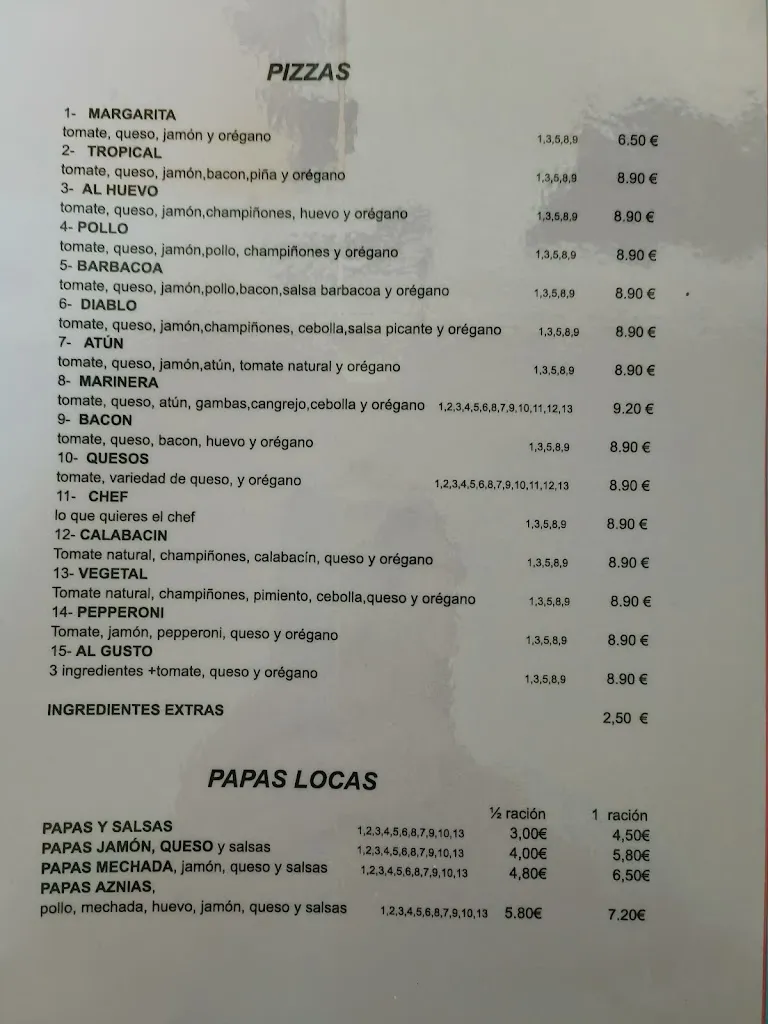 PIZZAS
1- MARGARITA
tomate, queso, jamón y orégano 1,3,5,8,9 6.50 €
2- TROPICAL
tomate, queso, jamón,bacon,piña y orégano 1,3,5,8,9 8.90 €
3- AL HUEVO
tomate, queso, jamón,champiñones, huevo y orégano 1,3,5,8,9 8.90 €
4- POLLO
tomate, queso, jamón,pollo, champiñones y orégano 1,3,5,8,9 8.90 €
5- BARBACOA
tomate, queso, jamón,pollo,bacon,salsa barbacoa y orégano 1,3,5,8,9 8.90 €
6- DIABLO
tomate, queso, jamón,champiñones, cebolla,salsa picante y orégano 1,3,5,8,9 8.90 €
7- ATÚN
tomate, queso, jamón,atún, tomate natural y orégano 1,3,5,8,9 8.90 €
8- MARINERA
tomate, queso, atún, gambas,cangrejo,cebolla y orégano 1,2,3,4,5,6,8,7,9,10,11,12,13 9.20 €
9- BACON
tomate, queso, bacon, huevo y orégano 1,3,5,8,9 8.90 €
10- QUESOS
tomate, variedad de queso, y orégano 1,2,3,4,5,6,8,7,9,10,11,12,13 8.90 €
11- CHEF
lo que quieres el chef 1,3,5,8,9 8.90 €
12- CALABACIN
Tomate natural, champiñones, calabacín, queso y orégano 1,3,5,8,9 8.90 €
13- VEGETAL
Tomate natural, champiñones, pimiento, cebolla,queso y orégano 1,3,5,8,9 8.90 €
14- PEPPERONI
Tomate, jamón, pepperoni, queso y orégano 1,3,5,8,9 8.90 €
15- AL GUSTO
3 ingredientes +tomate, queso y orégano 1,3,5,8,9 8.90 €
INGREDIENTES EXTRAS 2,50 €
PAPAS LOCAS
½ ración 1 ración
PAPAS Y SALSAS 1,2,3,4,5,6,8,7,9,10,13 3,00€ 4,50€
PAPAS JAMÓN, QUESO y salsas 1,2,3,4,5,6,8,7,9,10,13 4,00€ 5,80€
PAPAS MECHADA, jamón, queso y salsas 1,2,3,4,5,6,8,7,9,10,13 4,80€ 6,50€
PAPAS AZNIAS,
pollo, mechada, huevo, jamón, queso y salsas 1,2,3,4,5,6,8,7,9,10,13 5.80€ 7.20€